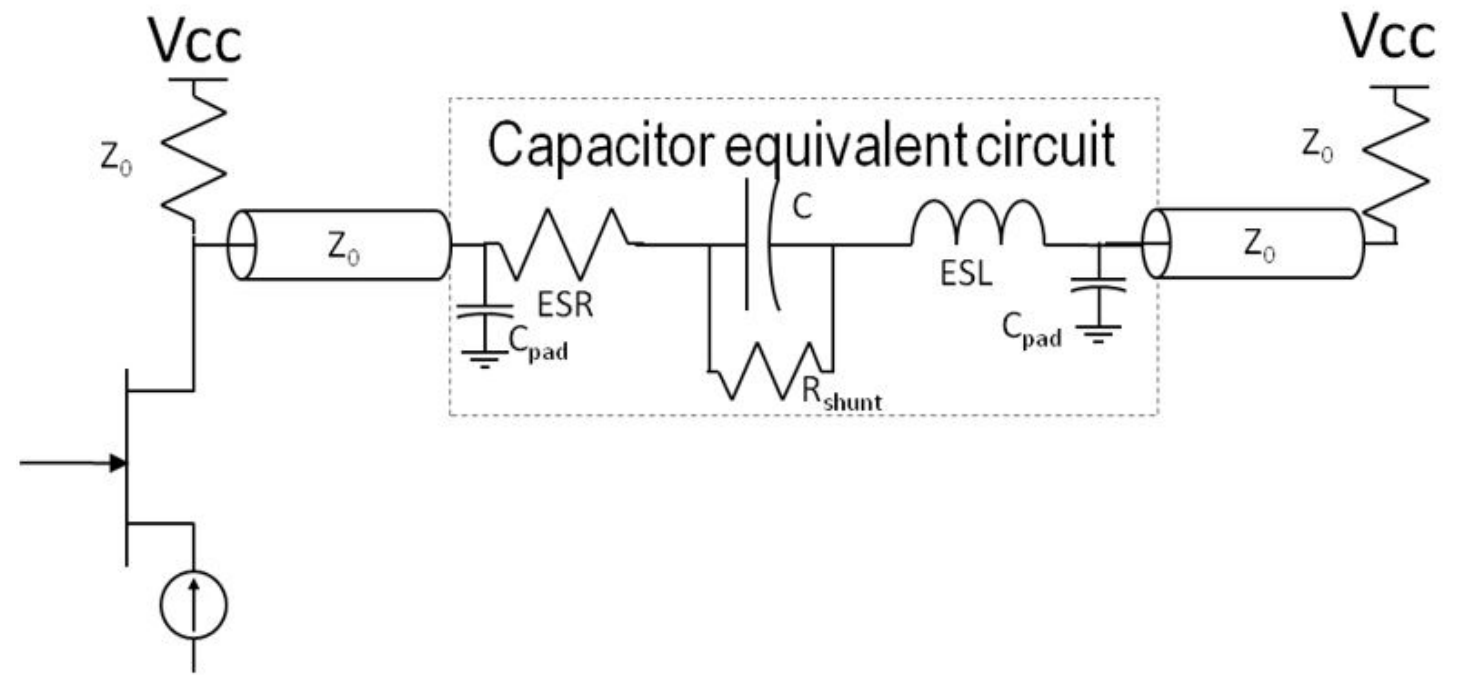 Vcc
Vcc
Capacitor equivalent circuit
Z₀
Z₀
C
Z₀
Z₀
ESR
ESL
Cpad
Cpad
Rshunt